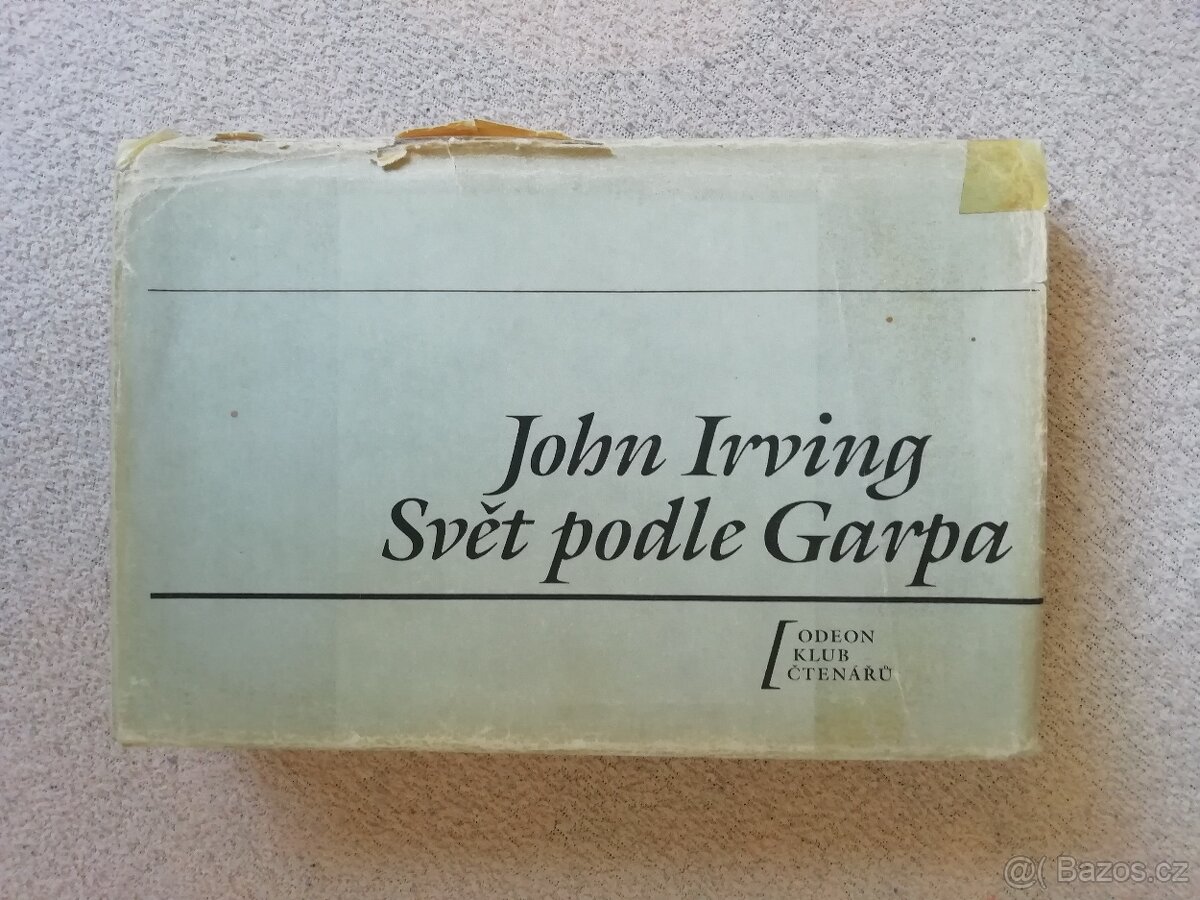 John Irving
Svět podle Garpa
ODEON
KLUB
ČTENÁŘŮ
@( Bazos.cz